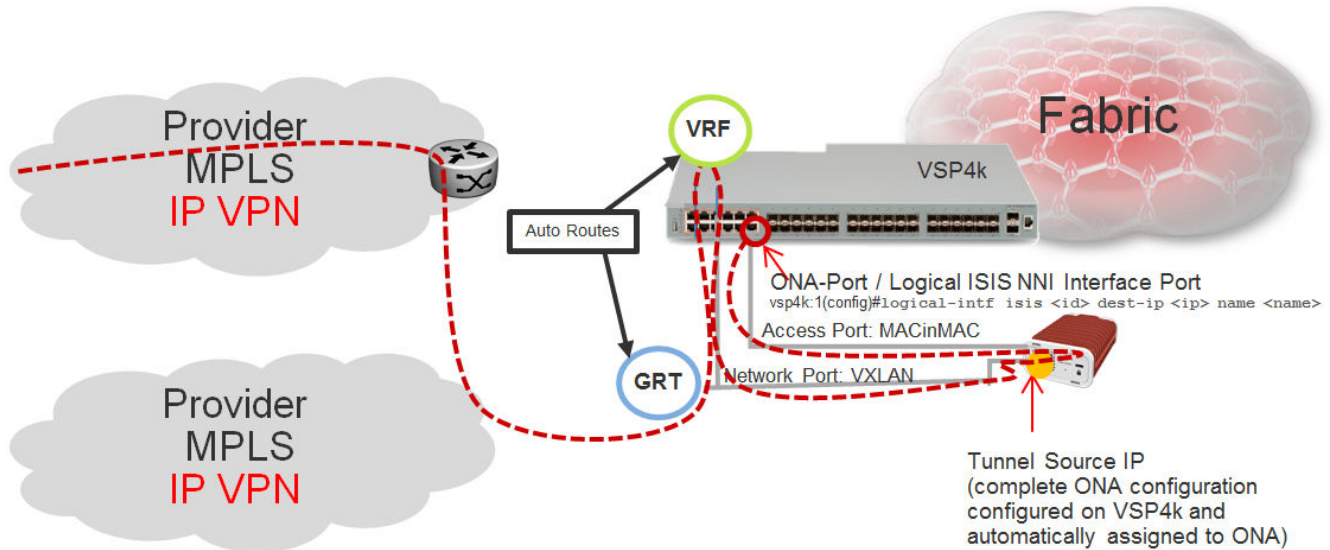 Provider
MPLS
IP VPN
VRF
Fabric
VSP4k
Auto Routes
ONA-Port / Logical ISIS NNI Interface Port
vsp4k:1(config)#logical-intf isis <id> dest-ip <ip> name <name>
Access Port: MACinMAC
GRT
Network Port: VXLAN
Provider
MPLS
IP VPN
Tunnel Source IP
(complete ONA configuration
configured on VSP4k and
automatically assigned to ONA)